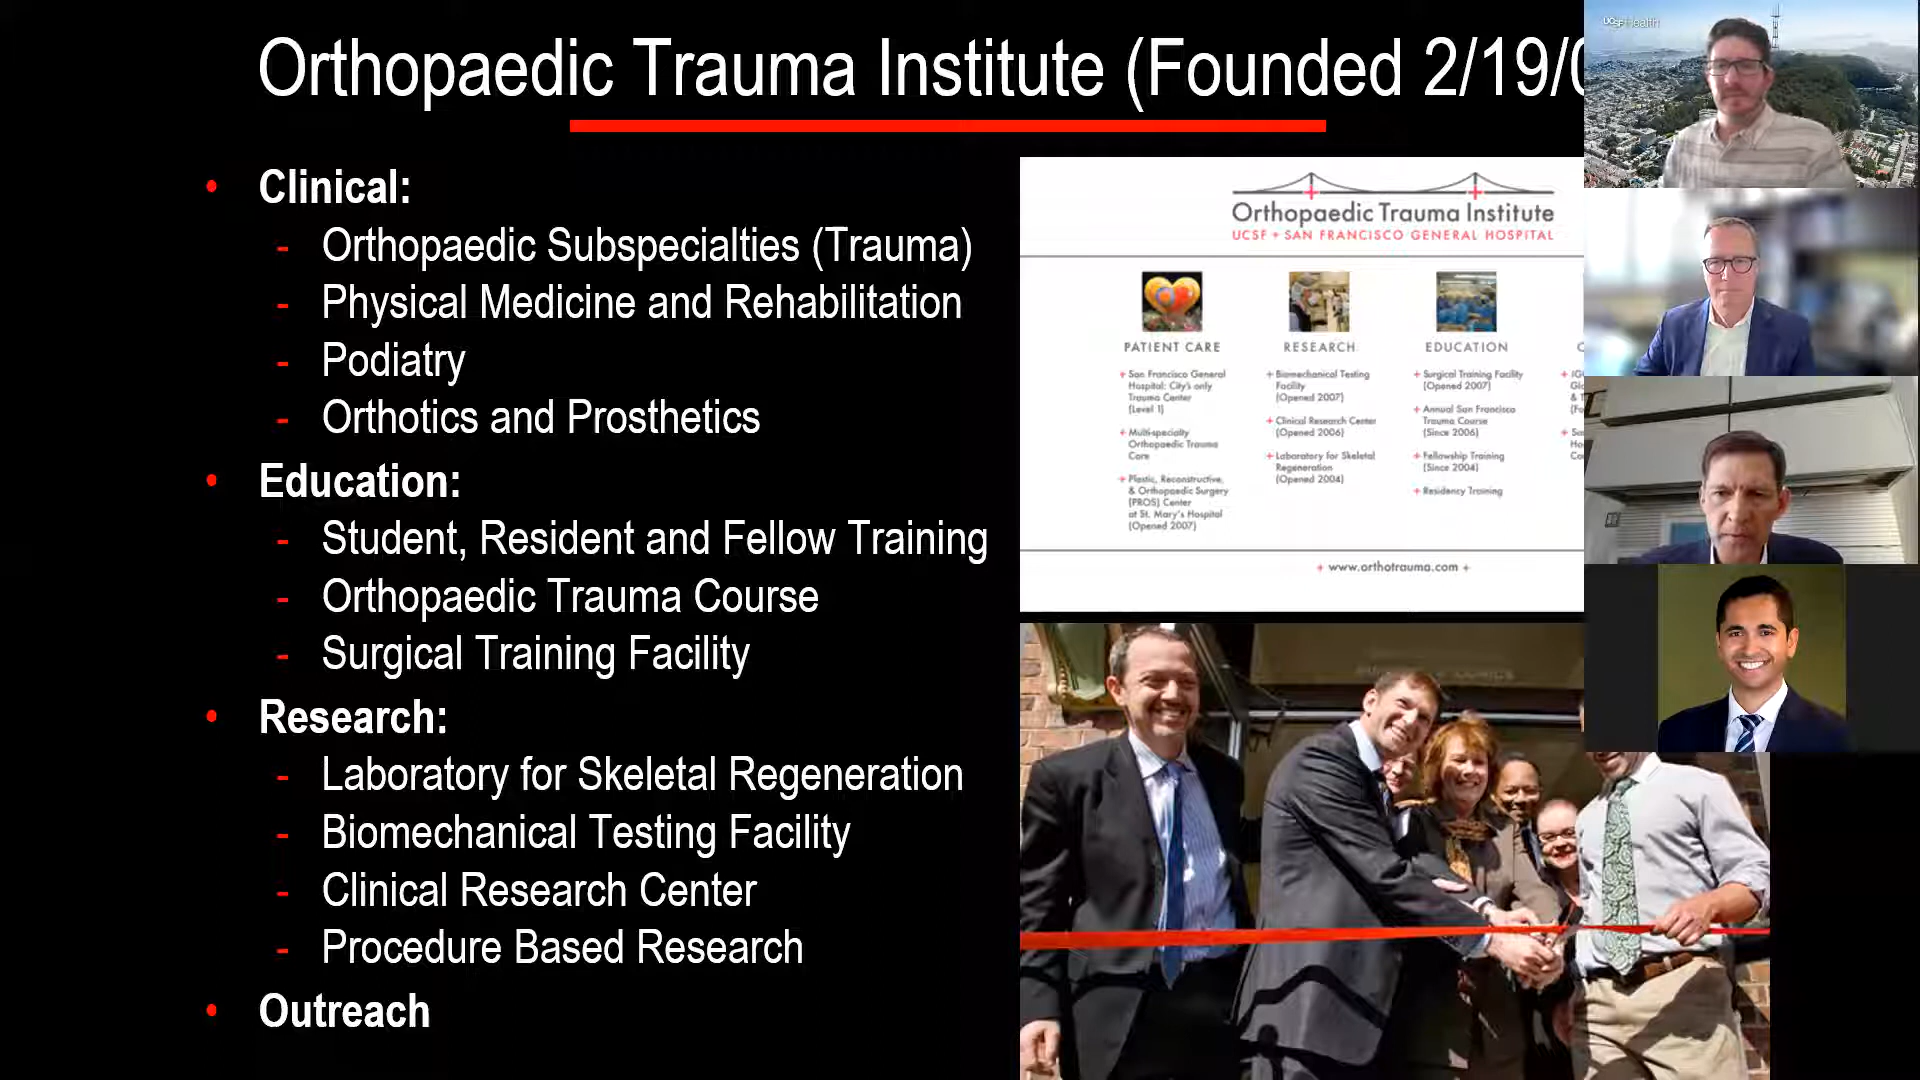 Orthopaedic Trauma Institute (Founded 2/19/0
• Clinical:
- Orthopaedic Subspecialties (Trauma)
- Physical Medicine and Rehabilitation
- Podiatry
- Orthotics and Prosthetics
• Education:
- Student, Resident and Fellow Training
- Orthopaedic Trauma Course
- Surgical Training Facility
• Research:
- Laboratory for Skeletal Regeneration
- Biomechanical Testing Facility
- Clinical Research Center
- Procedure Based Research
• Outreach
Orthopaedic Trauma Institute
UCSF + SAN FRANCISCO GENERAL HOSPITAL
PATIENT CARE
+ San Francisco General
Hospital: City's only
Trauma Center
(Level 1)
+ Multi-specialty
Orthopaedic Trauma
Care
+ Plastic, Reconstructive,
& Orthopaedic Surgery
(PROS) Center
at St. Mary's Hospital
(Opened 2007)
RESEARCH
+ Biomechanical Testing
Facility
(Opened 2007)
+ Clinical Research Center
(Opened 2006)
+ Laboratory for Skeletal
Regeneration
(Opened 2004)
EDUCATION
+ Surgical Training Facility
(Opened 2007)
+ Annual San Francisco
Trauma Course
(Since 2006)
+ Fellowship Training
(Since 2004)
+ Residency Training
+ www.orthotrauma.com +
UCSF Health